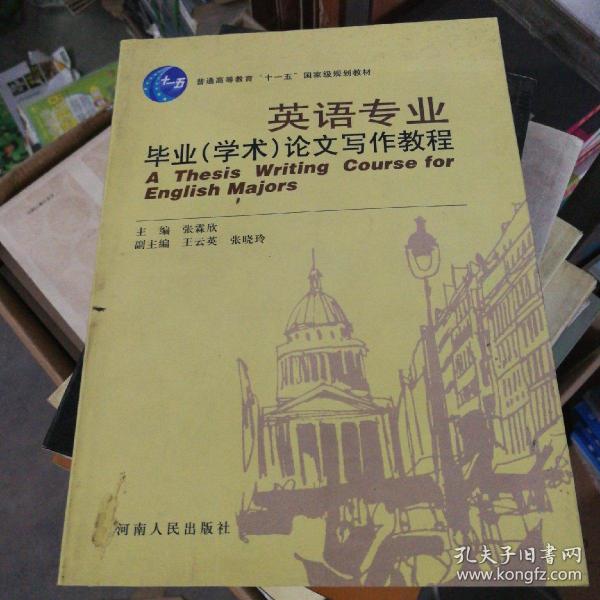 十一五
普通高等教育“十一五”国家级规划教材
英语专业
毕业(学术)论文写作教程
A Thesis Writing Course for
English Majors
主 编 张霖欣
副主编 王云英 张晓玲
河南人民出版社
孔夫子旧书网
www.kongfz.com